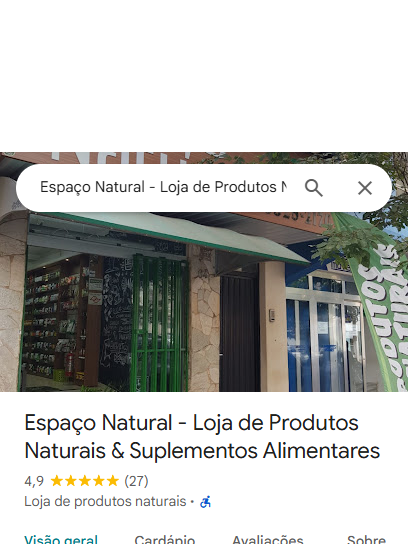 Espaço Natural - Loja de Produtos N
Espaço Natural - Loja de Produtos
Naturais & Suplementos Alimentares
4,9 (27)
Loja de produtos naturais ·
Visão geral Cardápio Avaliações Sobre